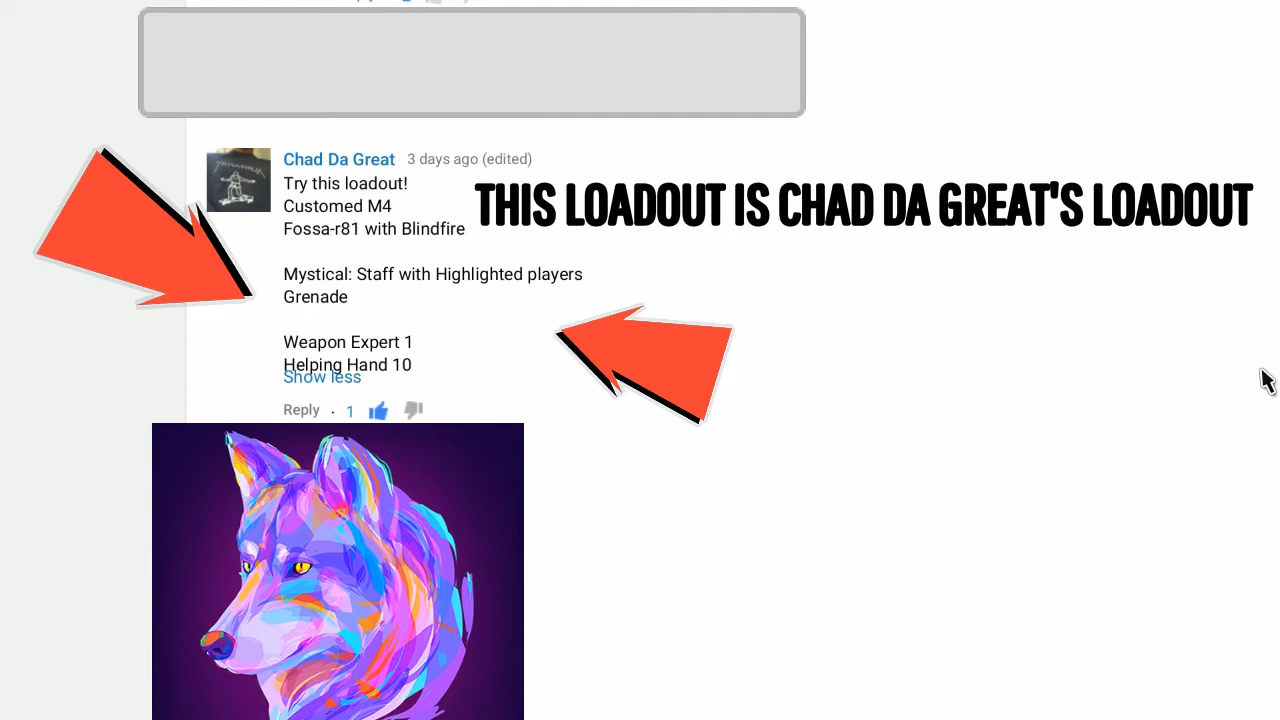 Chad Da Great 3 days ago (edited)
Try this loadout!
Customed M4
Fossa-r81 with Blindfire
THIS LOADOUT IS CHAD DA GREAT'S LOADOUT
Mystical: Staff with Highlighted players
Grenade
Weapon Expert 1
Helping Hand 10
Show less
Reply · 1